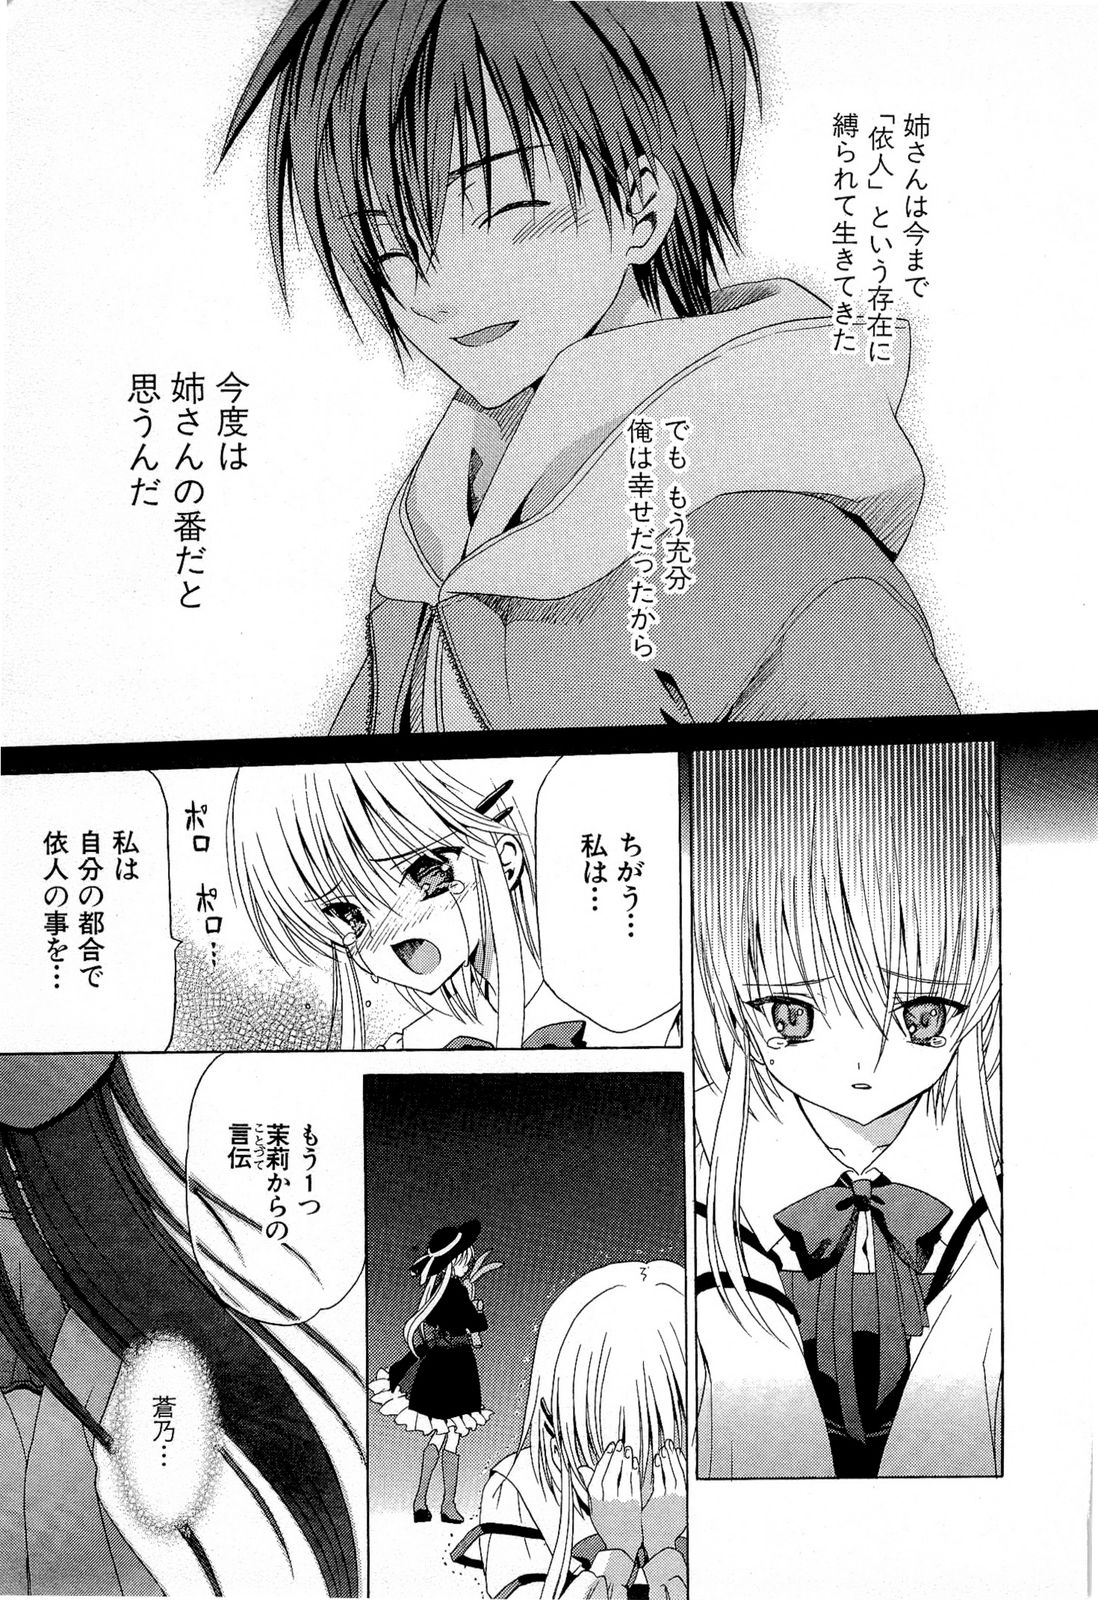 姉さんは今まで
「依人」という存在に
縛られて生きてきた
でも もう充分
俺は幸せだったから
今度は
姉さんの番だと
思うんだ
ちがう…
私は…
ポロ
ポロ…
私は
自分の都合で
依人の事を…
もう1つ
茉莉からの
言伝
ことづて
蒼乃…